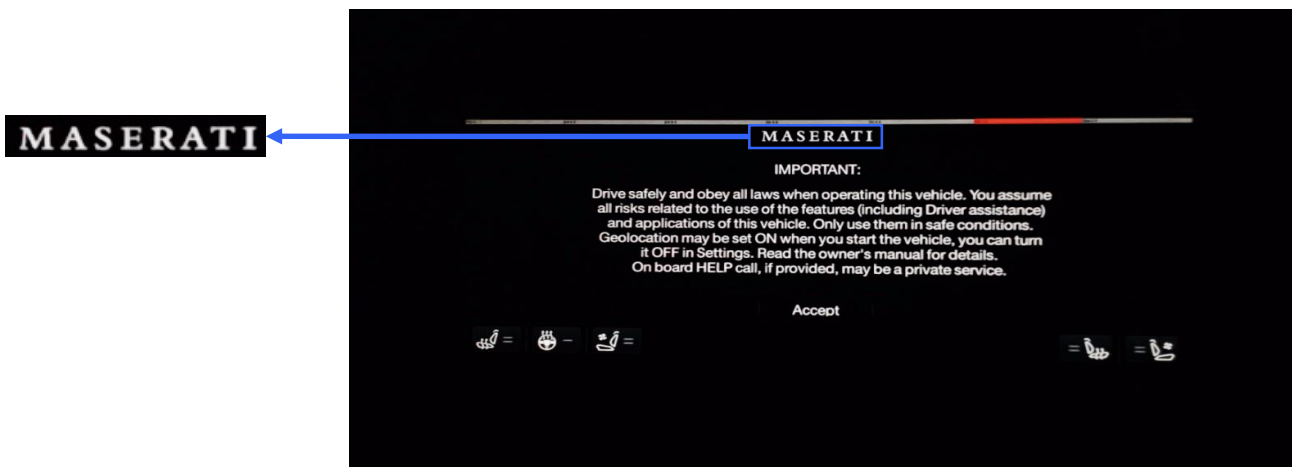 MASERATI
MASERATI
IMPORTANT:
Drive safely and obey all laws when operating this vehicle. You assume
all risks related to the use of the features (including Driver assistance)
and applications of this vehicle. Only use them in safe conditions.
Geolocation may be set ON when you start the vehicle, you can turn
it OFF in Settings. Read the owner's manual for details.
On board HELP call, if provided, may be a private service.
Accept